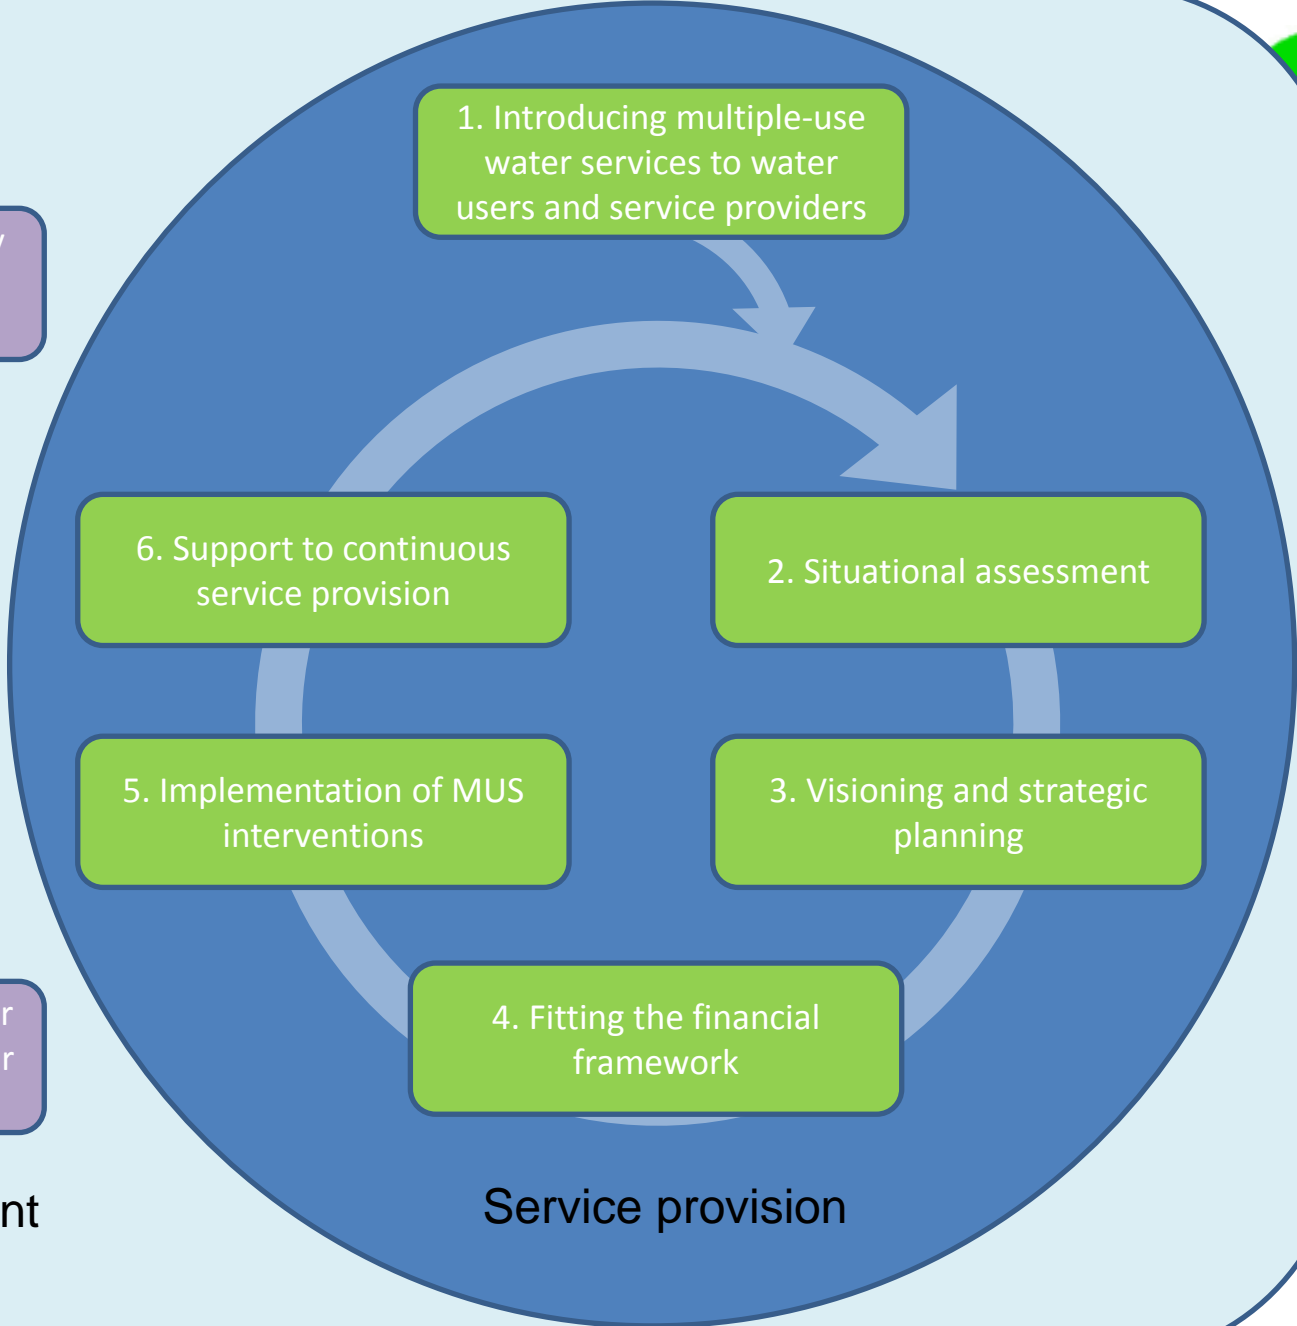 1. Introducing multiple-use
water services to water
users and service providers
6. Support to continuous
service provision
2. Situational assessment
5. Implementation of MUS
interventions
3. Visioning and strategic
planning
4. Fitting the financial
framework
Service provision